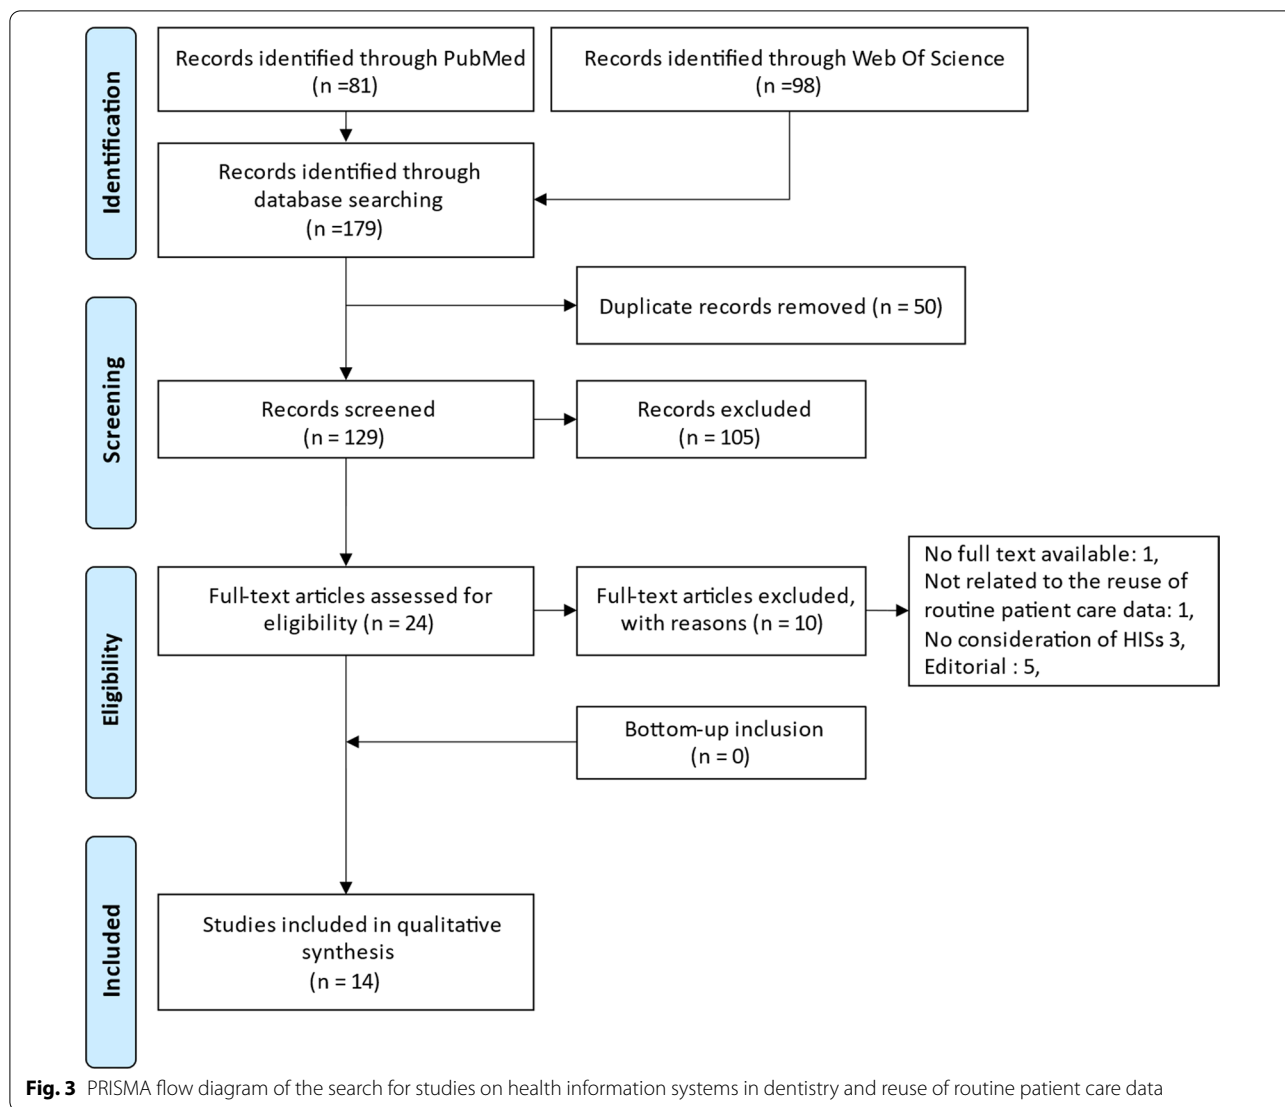 Identification
Records identified through PubMed
(n =81)
Records identified through Web Of Science
(n =98)
Records identified through
database searching
(n =179)
Screening
Duplicate records removed (n = 50)
Records screened
(n = 129)
Records excluded
(n = 105)
Eligibility
Full-text articles assessed for
eligibility (n = 24)
Full-text articles excluded,
with reasons (n = 10)
No full text available: 1,
Not related to the reuse of
routine patient care data: 1,
No consideration of HISs 3,
Editorial : 5,
Bottom-up inclusion
(n = 0)
Included
Studies included in qualitative
synthesis
(n = 14)
Fig. 3 PRISMA flow diagram of the search for studies on health information systems in dentistry and reuse of routine patient care data